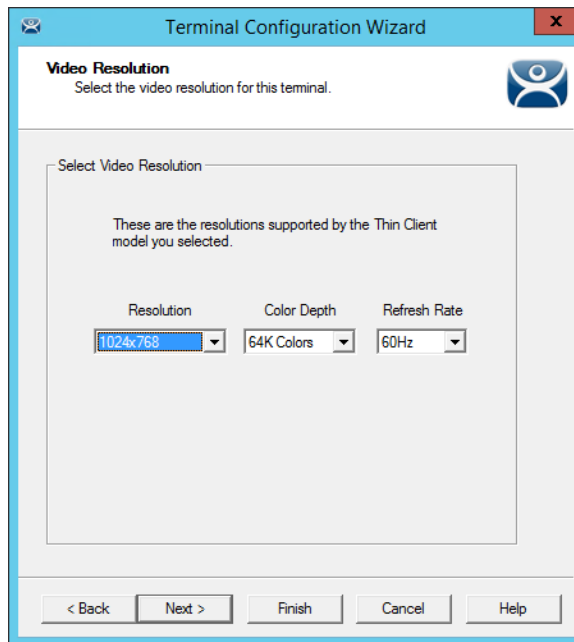 Terminal Configuration Wizard
x
Video Resolution
Select the video resolution for this terminal.
Select Video Resolution
These are the resolutions supported by the Thin Client
model you selected.
Resolution Color Depth Refresh Rate
1024x768 64K Colors 60Hz
< Back Next > Finish Cancel Help